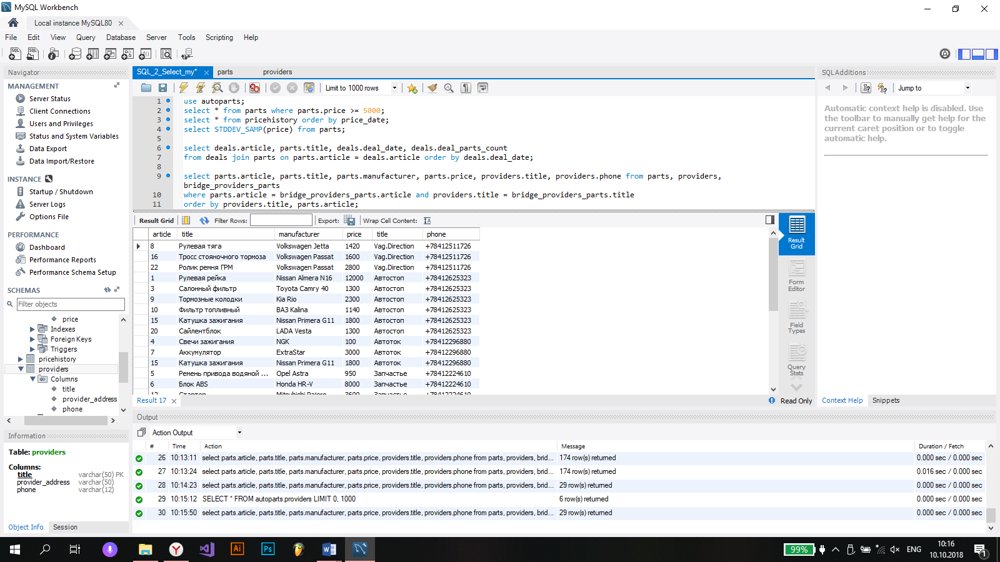 MySQL Workbench
Local instance MySQL80
File Edit View Query Database Server Tools Scripting Help
Navigator
MANAGEMENT
Server Status
Client Connections
Users and Privileges
Status and System Variables
Data Export
Data Import/Restore
INSTANCE
Startup / Shutdown
Server Logs
Options File
PERFORMANCE
Dashboard
Performance Reports
Performance Schema Setup
SCHEMAS
Filter objects
price
Indexes
Foreign Keys
Triggers
pricehistory
providers
Columns
title
provider_address
phone
Information
Table: providers
Columns:
title varchar(50) PK
provider_address varchar(50)
phone varchar(12)
Object Info Session
SQL_2_Select_my* parts providers
Limit to 1000 rows
1 use autoparts;
2 select * from parts where parts.price >= 5000;
3 select * from pricehistory order by price_date;
4 select STDDEV_SAMP(price) from parts;
5
6 select deals.article, parts.title, deals.deal_date, deals.deal_parts_count
7 from deals join parts on parts.article = deals.article order by deals.deal_date;
8
9 select parts.article, parts.title, parts.manufacturer, parts.price, providers.title, providers.phone from parts, providers,
bridge_providers_parts
10 where parts.article = bridge_providers_parts.article and providers.title = bridge_providers_parts.title
11 order by providers.title, parts.article;
Result Grid Filter Rows: Export: Wrap Cell Content:
article title manufacturer price title phone
8 Рулевая тяга Volkswagen Jetta 1420 Vag.Direction +78412511726
16 Тросс стояночного тормоза Volkswagen Passat 1600 Vag.Direction +78412511726
22 Ролик ремня ГРМ Volkswagen Passat 2800 Vag.Direction +78412511726
1 Рулевая рейка Nissan Almera N16 12000 Автостоп +78412625323
3 Салонный фильтр Toyota Camry 40 1300 Автостоп +78412625323
9 Тормозные колодки Kia Rio 2300 Автостоп +78412625323
10 Фильтр топливный ВАЗ Kalina 1140 Автостоп +78412625323
15 Катушка зажигания Nissan Primera G11 1800 Автостоп +78412625323
20 Сайлентблок LADA Vesta 1300 Автостоп +78412625323
4 Свечи зажигания NGK 100 Автоток +78412296880
7 Аккумулятор ExtraStar 3000 Автоток +78412296880
15 Катушка зажигания Nissan Primera G11 1800 Автоток +78412296880
5 Ремень привода водяной ... Opel Astra 950 Запчастье +78412224610
6 Блок ABS Honda HR-V 8000 Запчастье +78412224610
Result
Grid
Form
Editor
Field
Types
Query
Stats
Result 17 Read Only
SQLAdditions
Jump to
Automatic context help is disabled. Use
the toolbar to manually get help for the
current caret position or to toggle
automatic help.
Context Help Snippets
Output
Action Output
# Time Action Message Duration / Fetch
26 10:13:11 select parts.article, parts.title, parts.manufacturer, parts.price, providers.title, providers.phone from parts, providers, brid... 174 row(s) returned 0.000 sec / 0.000 sec
27 10:13:24 select parts.article, parts.title, parts.manufacturer, parts.price, providers.title, providers.phone from parts, providers, brid... 174 row(s) returned 0.016 sec / 0.000 sec
28 10:14:23 select parts.article, parts.title, parts.manufacturer, parts.price, providers.title, providers.phone from parts, providers, brid... 29 row(s) returned 0.000 sec / 0.000 sec
29 10:15:12 SELECT * FROM autoparts.providers LIMIT 0, 1000 6 row(s) returned 0.000 sec / 0.000 sec
30 10:15:50 select parts.article, parts.title, parts.manufacturer, parts.price, providers.title, providers.phone from parts, providers, brid... 29 row(s) returned 0.000 sec / 0.000 sec
99% ENG 10:16
10.10.2018
1